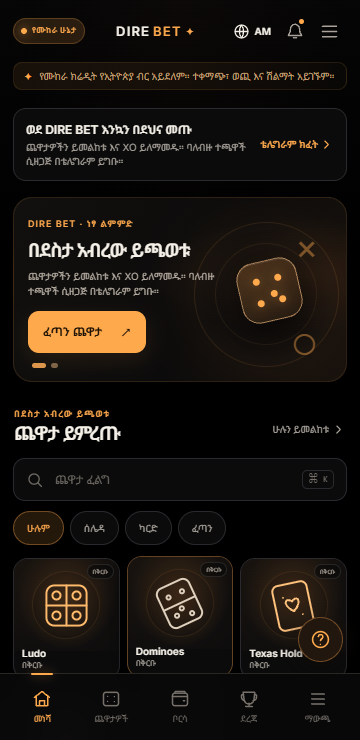 የሙከራ ሁኔታ
DIRE BET
AM
የሙከራ ክሬዲት የኢትዮጵያ ብር አይደለም። ተቀማጭ፣ ወጪ እና ሽልማት አይገኝም።
ወደ DIRE BET እንኳን በደህና መጡ
ጨዋታዎችን ይመልከቱ እና XO ይለማመዱ። ባለብዙ ተጫዋች
ሲዘጋጅ በቴሌግራም ይግቡ።
ቴሌግራም ክፈት
DIRE BET · ነፃ ልምምድ
በደስታ አብረው ይጫወቱ
ጨዋታዎችን ይመልከቱ እና XO ይለማመዱ። ባለብዙ
ተጫዋች ሲዘጋጅ በቴሌግራም ይግቡ።
ፈጣን ጨዋታ
በደስታ አብረው ይጫወቱ
ጨዋታ ይምረጡ
ሁሉን ይመልከቱ
ጨዋታ ፈልግ
⌘ K
ሁሉም
ሰሌዳ
ካርድ
ፈጣን
በቅርቡ
በቅርቡ
በቅርቡ
Ludo
Dominoes
Texas Hold
በቅርቡ
በቅርቡ
በቅርቡ
መነሻ
ጨዋታዎች
ቦርሳ
ደረጃ
ማውጫ